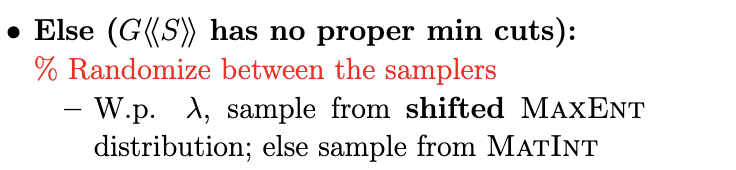 • Else (G⟪S⟫ has no proper min cuts):
% Randomize between the samplers
– W.p. λ, sample from shifted MAXENT
distribution; else sample from MATINT